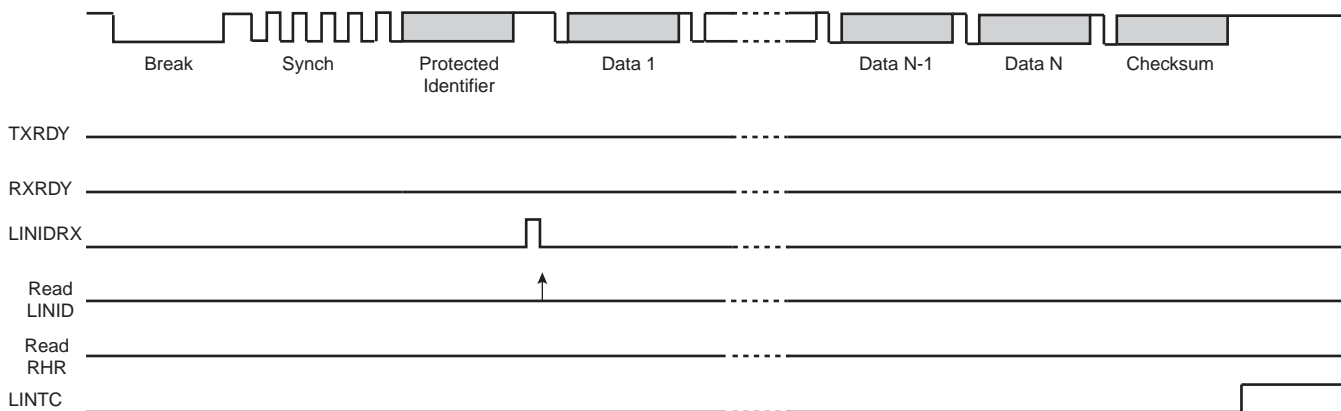 Break Synch Protected Identifier Data 1 Data N-1 Data N Checksum
TXRDY
RXRDY
LINIDRX
Read
LINID
Read
RHR
LINTC